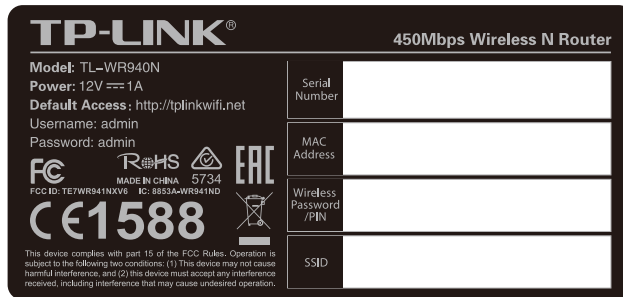 TP-LINK®
450Mbps Wireless N Router
Model: TL-WR940N
Power: 12V ⎓ 1A
Default Access: http://tplinkwifi.net
Username: admin
Password: admin
FC
RoHS
MADE IN CHINA
5734
EAC
FCC ID: TE7WR941NXV6 IC: 8853A-WR941ND
CE1588
This device complies with part 15 of the FCC Rules. Operation is
subject to the following two conditions: (1) This device may not cause
harmful interference, and (2) this device must accept any interference
received, including interference that may cause undesired operation.
Serial
Number
MAC
Address
Wireless
Password
/PIN
SSID